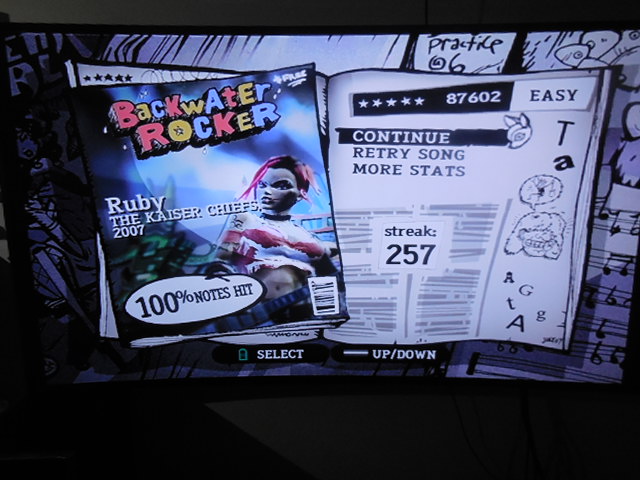 practice
@6
BACKWATER
ROCKER
Ruby
THE KAISER CHIEFS
2007
100% NOTES HIT
87602 EASY
CONTINUE
RETRY SONG
MORE STATS
streak:
257
T
a
A
G
t
g
A
SELECT UP/DOWN